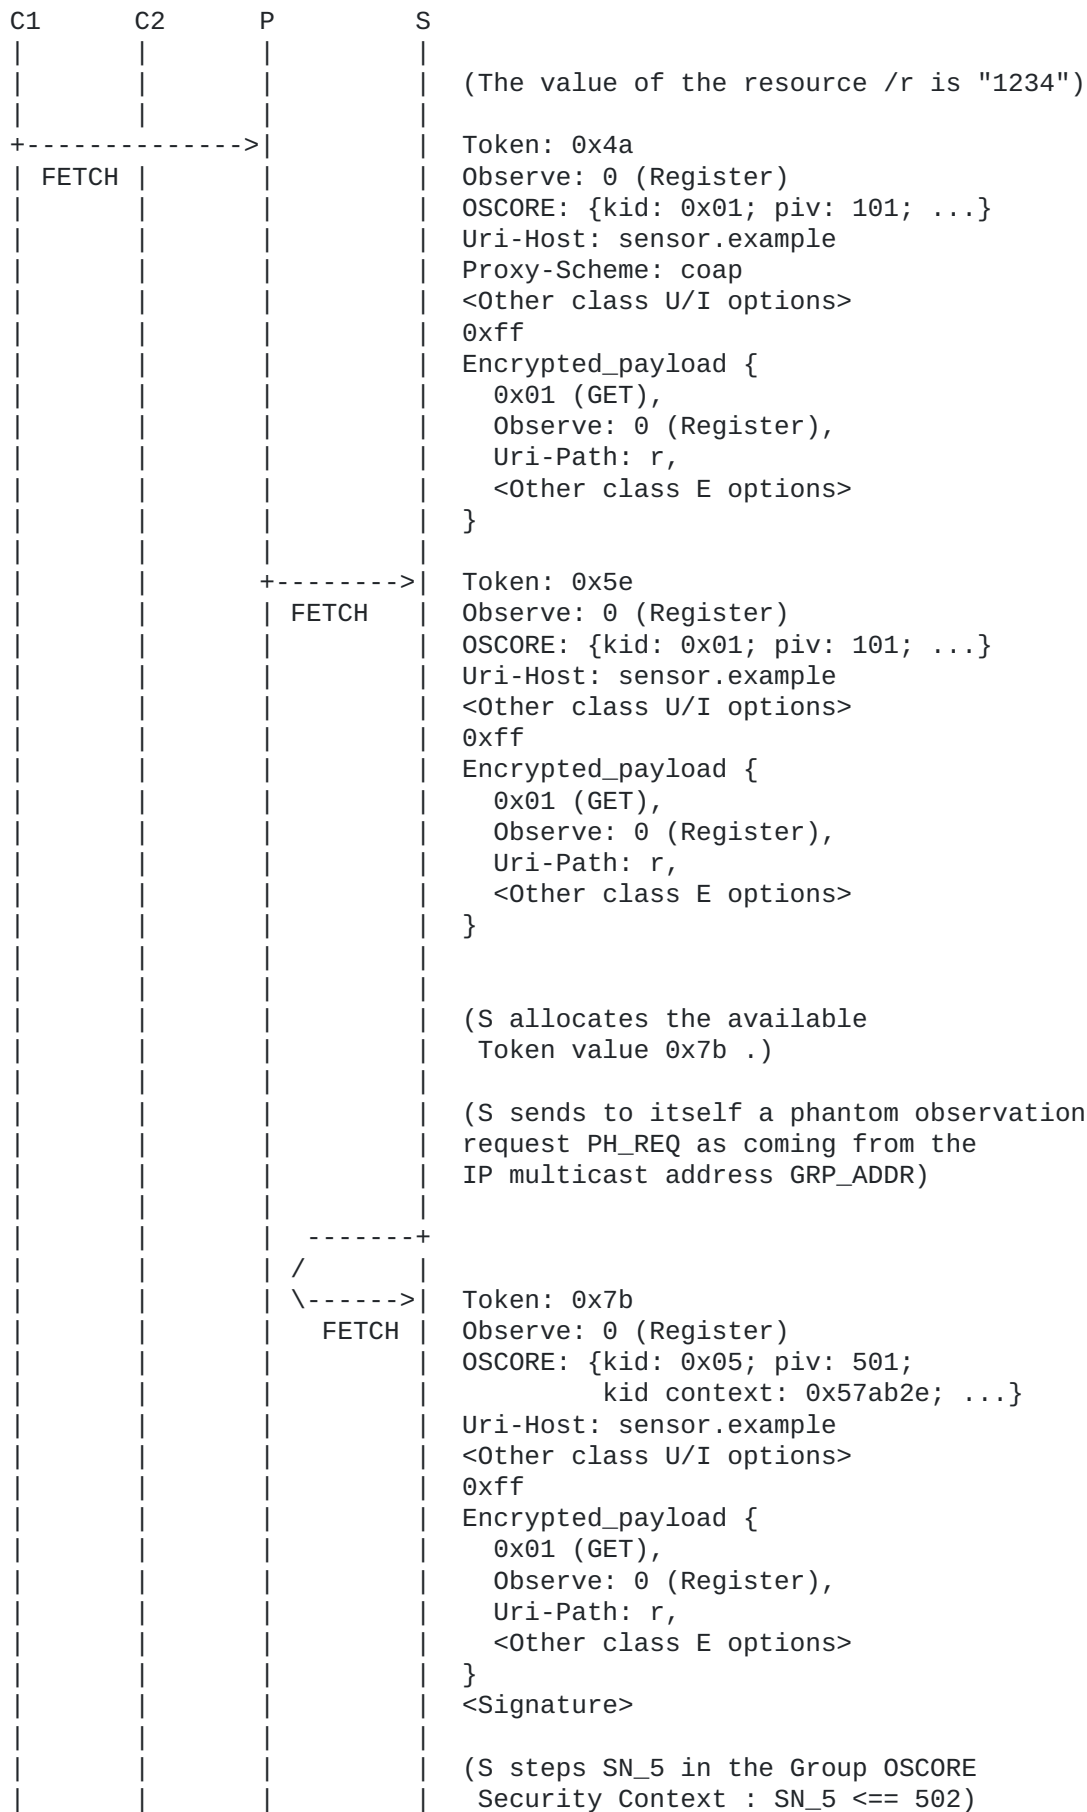 C1      C2      P         S
|       |       |         |
|       |       |         |  (The value of the resource /r is "1234")
|       |       |         |
+-------------->|         |  Token: 0x4a
| FETCH |       |         |  Observe: 0 (Register)
|       |       |         |  OSCORE: {kid: 0x01; piv: 101; ...}
|       |       |         |  Uri-Host: sensor.example
|       |       |         |  Proxy-Scheme: coap
|       |       |         |  <Other class U/I options>
|       |       |         |  0xff
|       |       |         |  Encrypted_payload {
|       |       |         |    0x01 (GET),
|       |       |         |    Observe: 0 (Register),
|       |       |         |    Uri-Path: r,
|       |       |         |    <Other class E options>
|       |       |         |  }
|       |       |         |
|       |       +-------->|  Token: 0x5e
|       |       | FETCH   |  Observe: 0 (Register)
|       |       |         |  OSCORE: {kid: 0x01; piv: 101; ...}
|       |       |         |  Uri-Host: sensor.example
|       |       |         |  <Other class U/I options>
|       |       |         |  0xff
|       |       |         |  Encrypted_payload {
|       |       |         |    0x01 (GET),
|       |       |         |    Observe: 0 (Register),
|       |       |         |    Uri-Path: r,
|       |       |         |    <Other class E options>
|       |       |         |  }
|       |       |         |
|       |       |         |
|       |       |         |  (S allocates the available
|       |       |         |   Token value 0x7b .)
|       |       |         |
|       |       |         |  (S sends to itself a phantom observation
|       |       |         |  request PH_REQ as coming from the
|       |       |         |  IP multicast address GRP_ADDR)
|       |       |         |
|       |       |  -------+
|       |       | /       |
|       |       | \------>|  Token: 0x7b
|       |       |   FETCH |  Observe: 0 (Register)
|       |       |         |  OSCORE: {kid: 0x05; piv: 501;
|       |       |         |           kid context: 0x57ab2e; ...}
|       |       |         |  Uri-Host: sensor.example
|       |       |         |  <Other class U/I options>
|       |       |         |  0xff
|       |       |         |  Encrypted_payload {
|       |       |         |    0x01 (GET),
|       |       |         |    Observe: 0 (Register),
|       |       |         |    Uri-Path: r,
|       |       |         |    <Other class E options>
|       |       |         |  }
|       |       |         |  <Signature>
|       |       |         |
|       |       |         |  (S steps SN_5 in the Group OSCORE
|       |       |         |   Security Context : SN_5 <== 502)